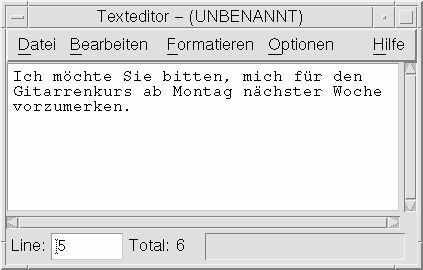 Texteditor – (UNBENANNT)
Datei Bearbeiten Formatieren Optionen Hilfe
Ich möchte Sie bitten, mich für den
Gitarrenkurs ab Montag nächster Woche
vorzumerken.
Line: 5 Total: 6